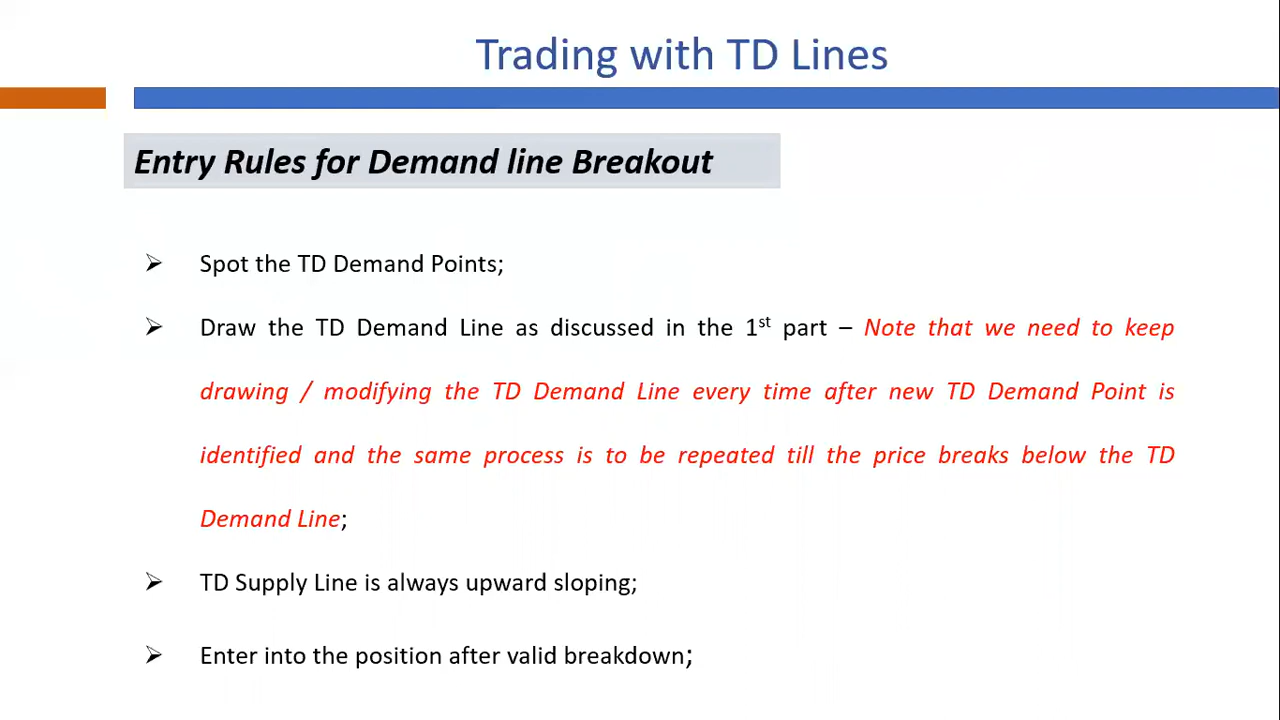 Trading with TD Lines
Entry Rules for Demand line Breakout
➢ Spot the TD Demand Points;
➢ Draw the TD Demand Line as discussed in the 1st part – Note that we need to keep
drawing / modifying the TD Demand Line every time after new TD Demand Point is
identified and the same process is to be repeated till the price breaks below the TD
Demand Line;
➢ TD Supply Line is always upward sloping;
➢ Enter into the position after valid breakdown;